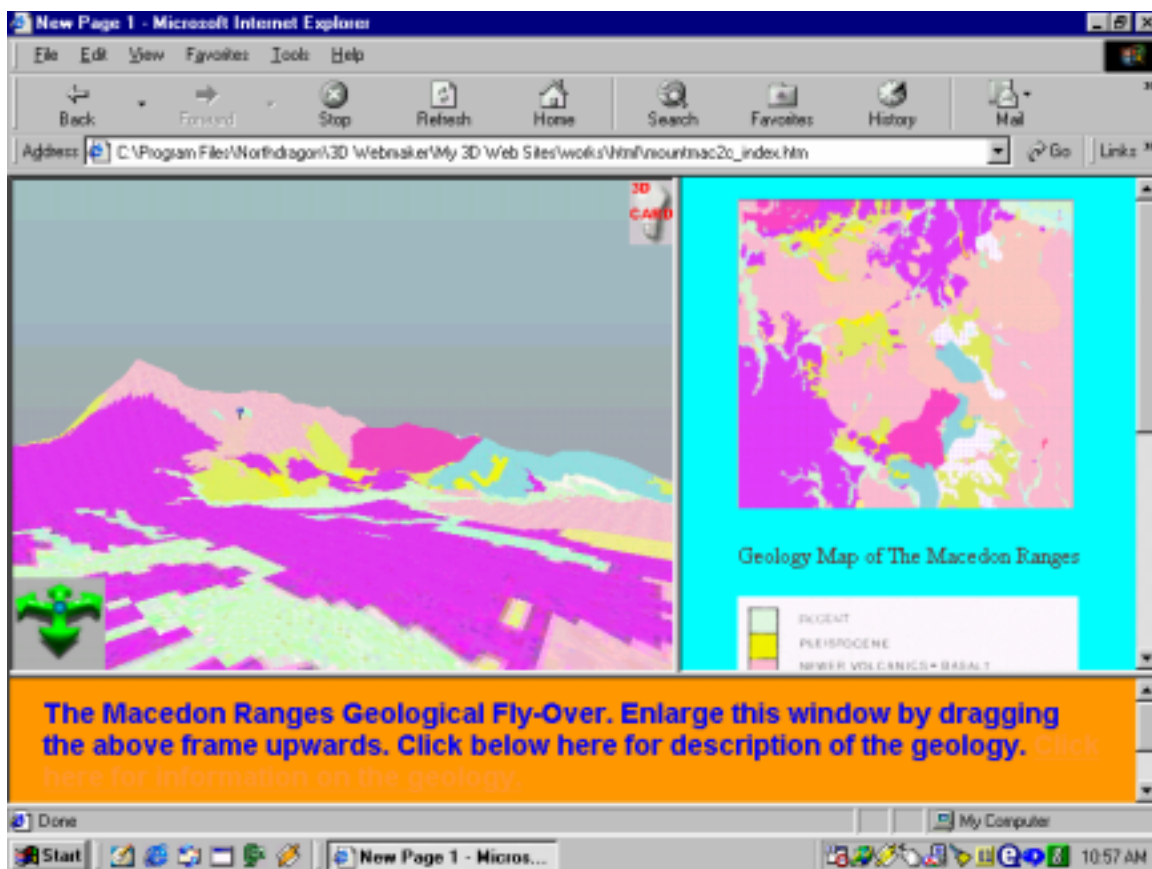 New Page 1 - Microsoft Internet Explorer
File Edit View Favorites Tools Help
Back Forward Stop Refresh Home Search Favorites History Mail
Address C:\Program Files\Northdragon\3D Webmaker\My 3D Web Sites\works\html\mountmac2c_index.htm Go Links
3D
CARD
Geology Map of The Macedon Ranges
RECENT
PLEISTOCENE
NEWER VOLCANICS = BASALT
The Macedon Ranges Geological Fly-Over. Enlarge this window by dragging
the above frame upwards. Click below here for description of the geology. Click
here for information on the geology.
Done My Computer
Start New Page 1 - Micros... 10:57 AM